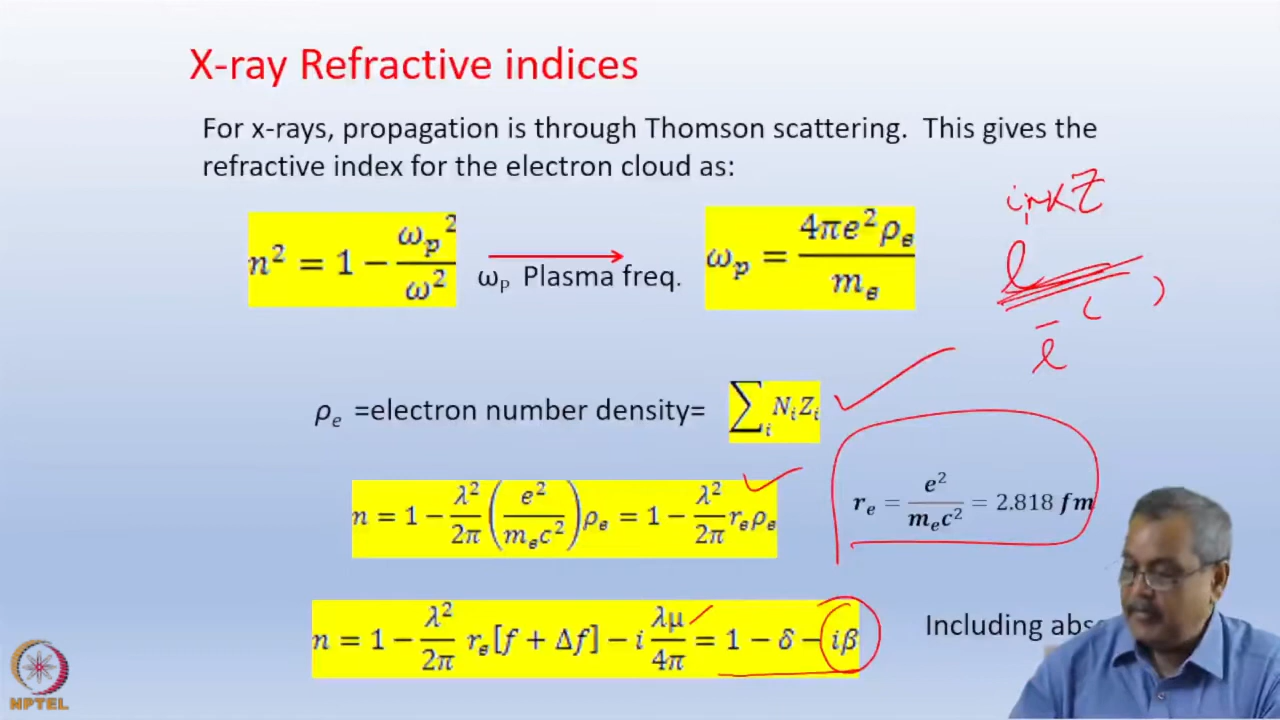 X-ray Refractive indices
For x-rays, propagation is through Thomson scattering. This gives the
refractive index for the electron cloud as:
n² = 1 − ωₚ²/ω²
ωₚ Plasma freq.
ωₚ = 4πe²ρₑ/mₑ
ρₑ =electron number density= ∑ᵢ NᵢZᵢ
n = 1 − λ²/2π (e²/mₑc²) ρₑ = 1 − λ²/2π rₑρₑ
rₑ = e²/mₑc² = 2.818 fm
n = 1 − λ²/2π rₑ[f + Δf] − i λμ/4π = 1 − δ − iβ
Including
NPTEL